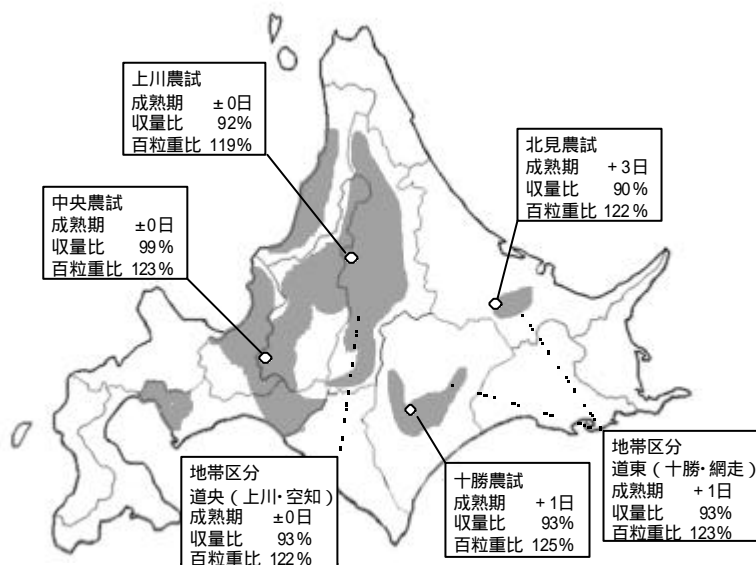 上川農試
成熟期 ±0日
収量比 92%
百粒重比 119%
北見農試
成熟期 +3日
収量比 90%
百粒重比 122%
中央農試
成熟期 ±0日
収量比 99%
百粒重比 123%
地帯区分
道央(上川・空知)
成熟期 ±0日
収量比 93%
百粒重比 122%
十勝農試
成熟期 +1日
収量比 93%
百粒重比 125%
地帯区分
道東(十勝・網走)
成熟期 +1日
収量比 93%
百粒重比 123%